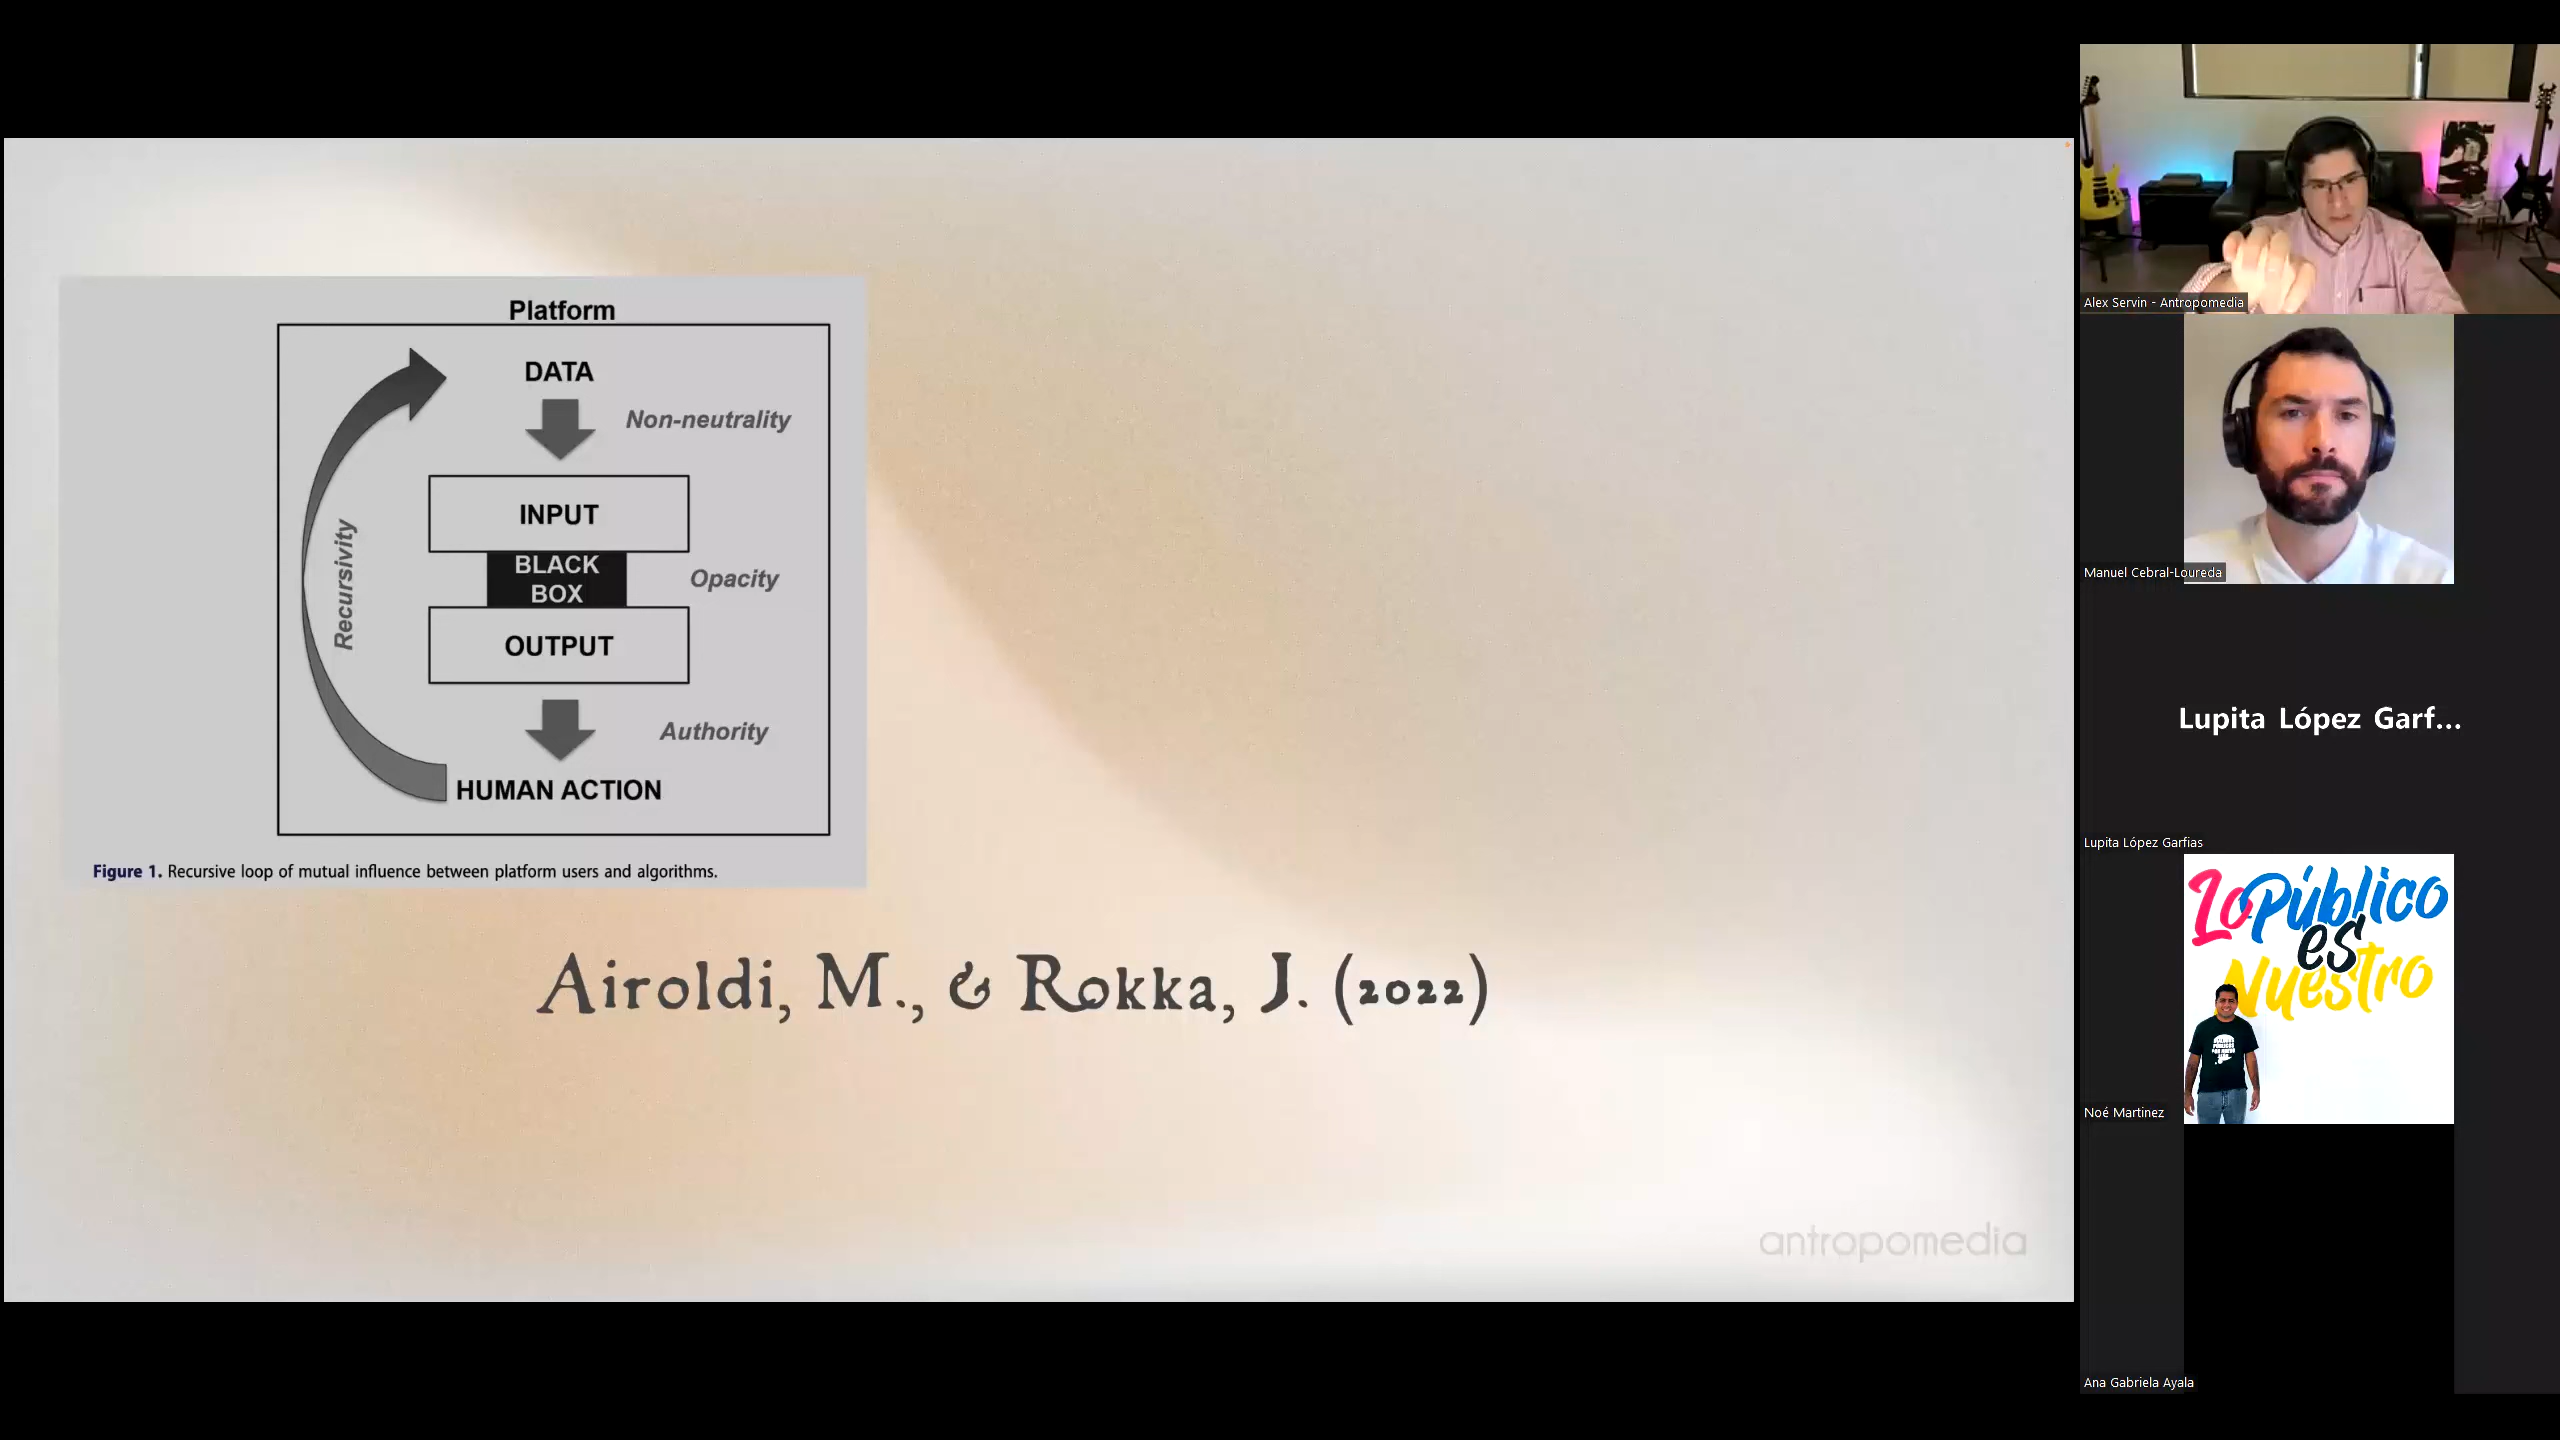 Platform
DATA
Non-neutrality
INPUT
BLACK
BOX
Opacity
OUTPUT
Recursivity
Authority
HUMAN ACTION
Figure 1. Recursive loop of mutual influence between platform users and algorithms.
Airoldi, M., & Rokka, J. (2022)
antropomedia
Alex Servin - Antropomedia
Manuel Cebral-Loureda
Lupita López Garf...
Lupita López Garfias
Lo Público
es
Nuestro
Noé Martinez
Ana Gabriela Ayala